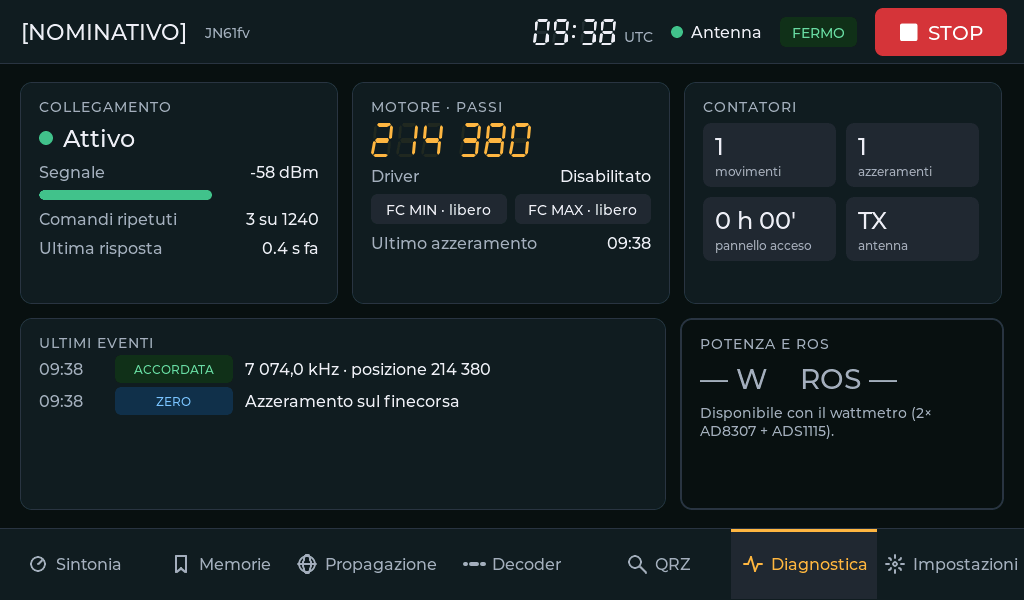 [NOMINATIVO] JN61fv 09:38 UTC Antenna FERMO STOP
COLLEGAMENTO
Attivo
Segnale -58 dBm
Comandi ripetuti 3 su 1240
Ultima risposta 0.4 s fa
MOTORE · PASSI
214 380
Driver Disabilitato
FC MIN · libero FC MAX · libero
Ultimo azzeramento 09:38
CONTATORI
1 1
movimenti azzeramenti
0 h 00' TX
pannello acceso antenna
ULTIMI EVENTI
09:38 ACCORDATA 7 074,0 kHz · posizione 214 380
09:38 ZERO Azzeramento sul finecorsa
POTENZA E ROS
— W ROS —
Disponibile con il wattmetro (2×
AD8307 + ADS1115).
Sintonia Memorie Propagazione Decoder QRZ Diagnostica Impostazioni